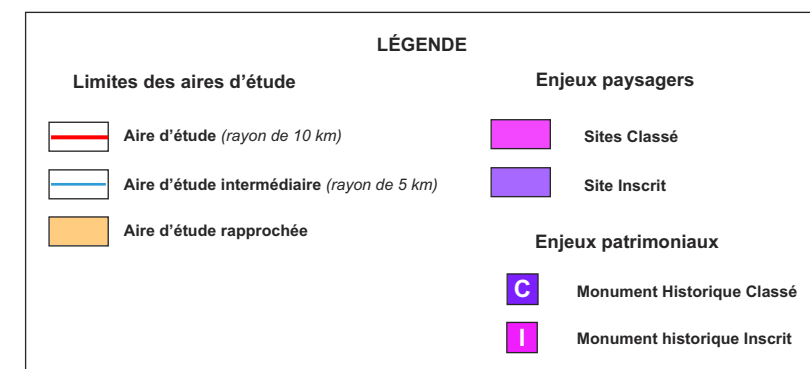 LÉGENDE
Limites des aires d’étude
Aire d’étude (rayon de 10 km)
Aire d’étude intermédiaire (rayon de 5 km)
Aire d’étude rapprochée
Enjeux paysagers
Sites Classé
Site Inscrit
Enjeux patrimoniaux
C Monument Historique Classé
I Monument historique Inscrit